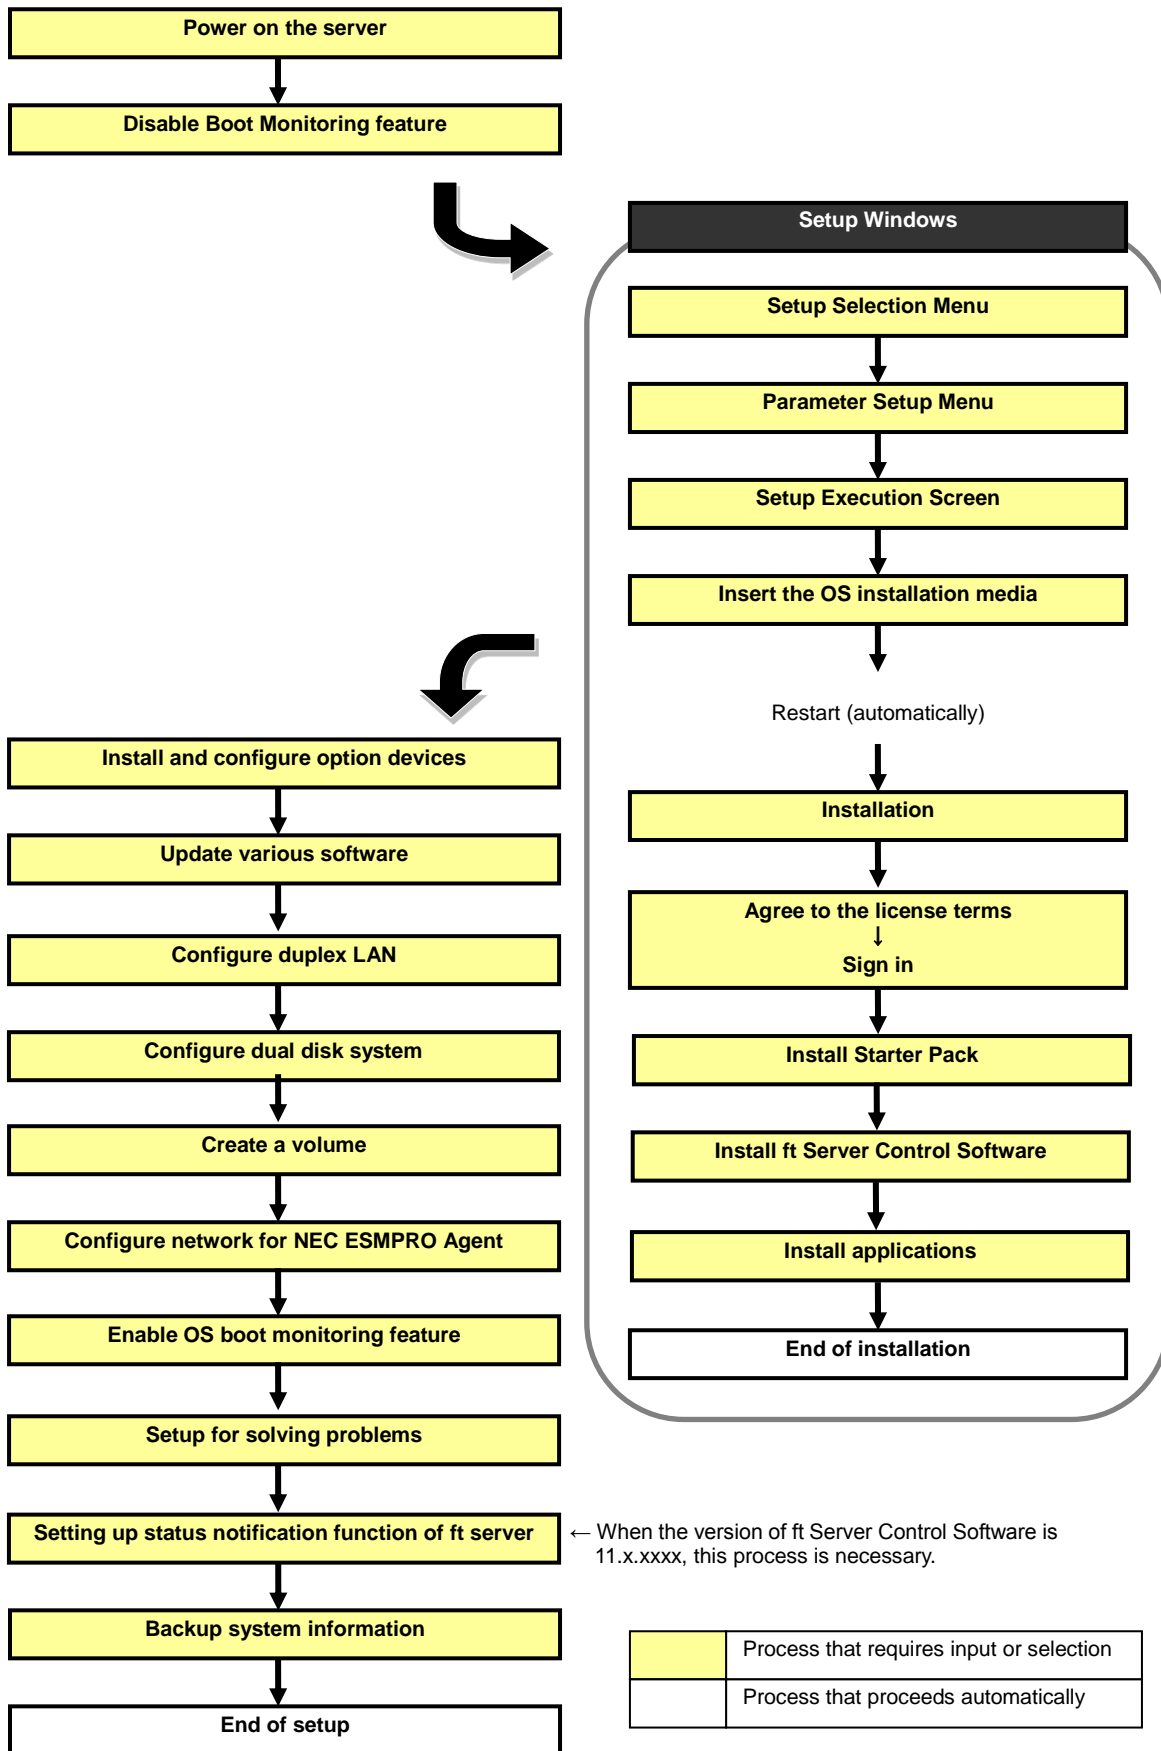 Power on the server
Disable Boot Monitoring feature
Setup Windows
Setup Selection Menu
Parameter Setup Menu
Setup Execution Screen
Insert the OS installation media
Restart (automatically)
Installation
Agree to the license terms
↓
Sign in
Install Starter Pack
Install ft Server Control Software
Install applications
End of installation
Install and configure option devices
Update various software
Configure duplex LAN
Configure dual disk system
Create a volume
Configure network for NEC ESMPRO Agent
Enable OS boot monitoring feature
Setup for solving problems
Setting up status notification function of ft server
← When the version of ft Server Control Software is
11.x.xxxx, this process is necessary.
Backup system information
End of setup
Process that requires input or selection
Process that proceeds automatically